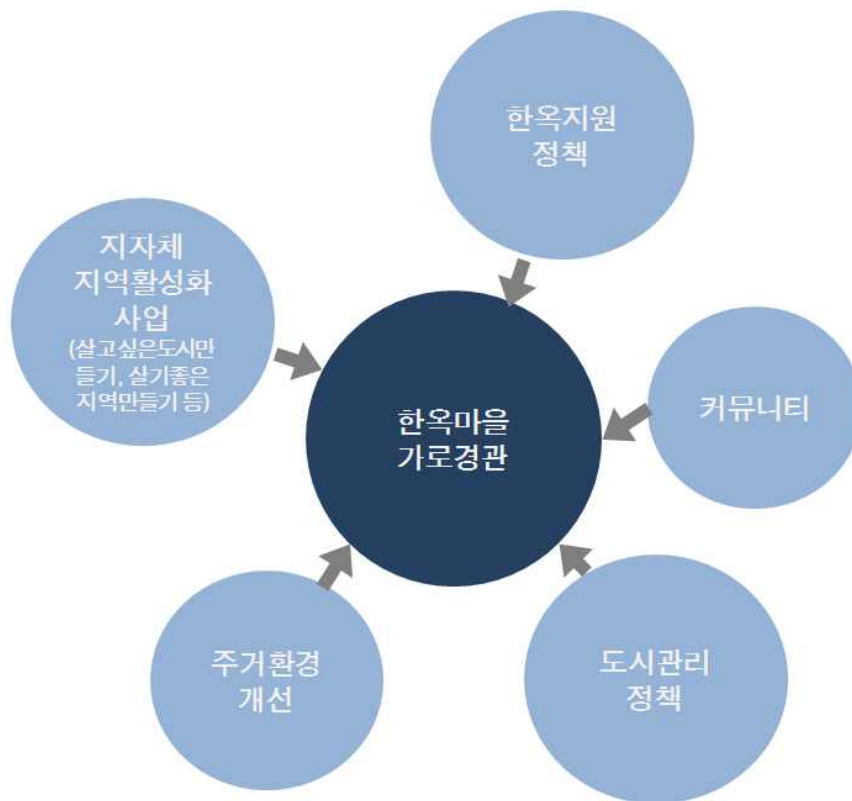 한옥지원
정책
지자체
지역활성화
사업
(살고싶은도시만
들기, 살기좋은
지역만들기 등)
한옥마을
가로경관
커뮤니티
주거환경
개선
도시관리
정책